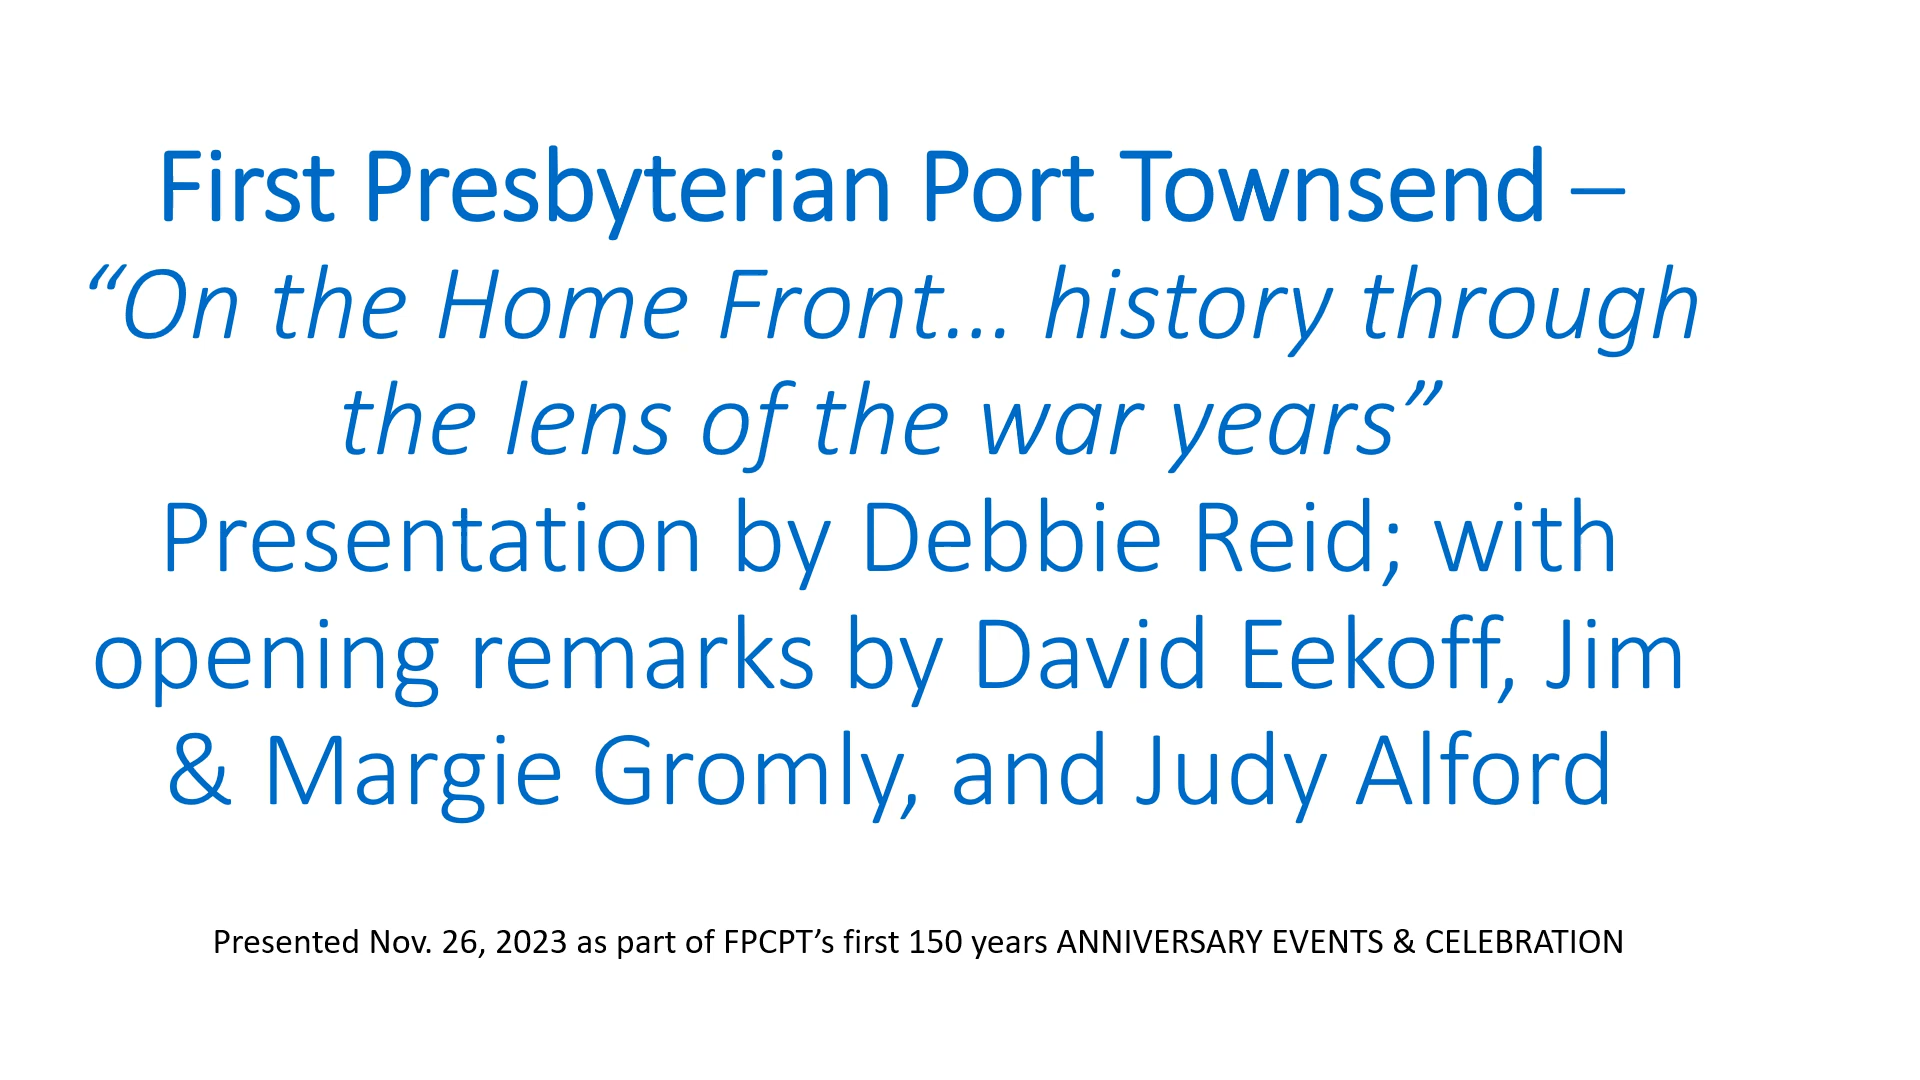 First Presbyterian Port Townsend –
“On the Home Front… history through
the lens of the war years”
Presentation by Debbie Reid; with
opening remarks by David Eekoff, Jim
& Margie Gromly, and Judy Alford
Presented Nov. 26, 2023 as part of FPCPT’s first 150 years ANNIVERSARY EVENTS & CELEBRATION